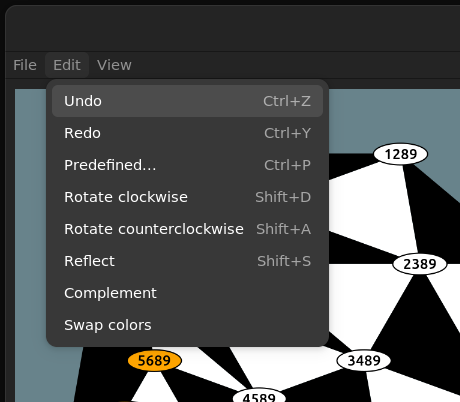 File Edit View
Undo Ctrl+Z
Redo Ctrl+Y
Predefined... Ctrl+P
Rotate clockwise Shift+D
Rotate counterclockwise Shift+A
Reflect Shift+S
Complement
Swap colors
1289
2389
5689
3489
4589